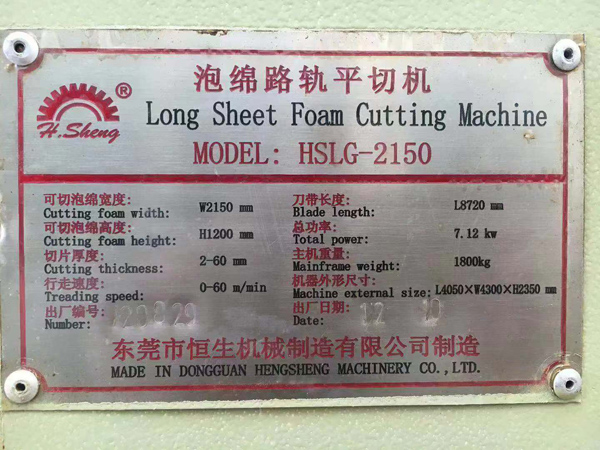 泡绵路轨平切机
®
H.Sheng
Long Sheet Foam Cutting Machine
MODEL: HSLG-2150
可切泡绵宽度:
Cutting foam width: W2150 mm
刀带长度:
Blade length: L8720 mm
可切泡绵高度:
Cutting foam height: H1200 mm
总功率:
Total power: 7.12 kw
切片厚度:
Cutting thickness: 2-60 mm
主机重量:
Mainframe weight: 1800kg
行走速度:
Treading speed: 0-60 m/min
机器外形尺寸:
Machine external size: L4050×W4300×H2350 mm
出厂编号:
Number:
出厂日期:
Date: 12
东莞市恒生机械制造有限公司制造
MADE IN DONGGUAN HENGSHENG MACHINERY CO., LTD.